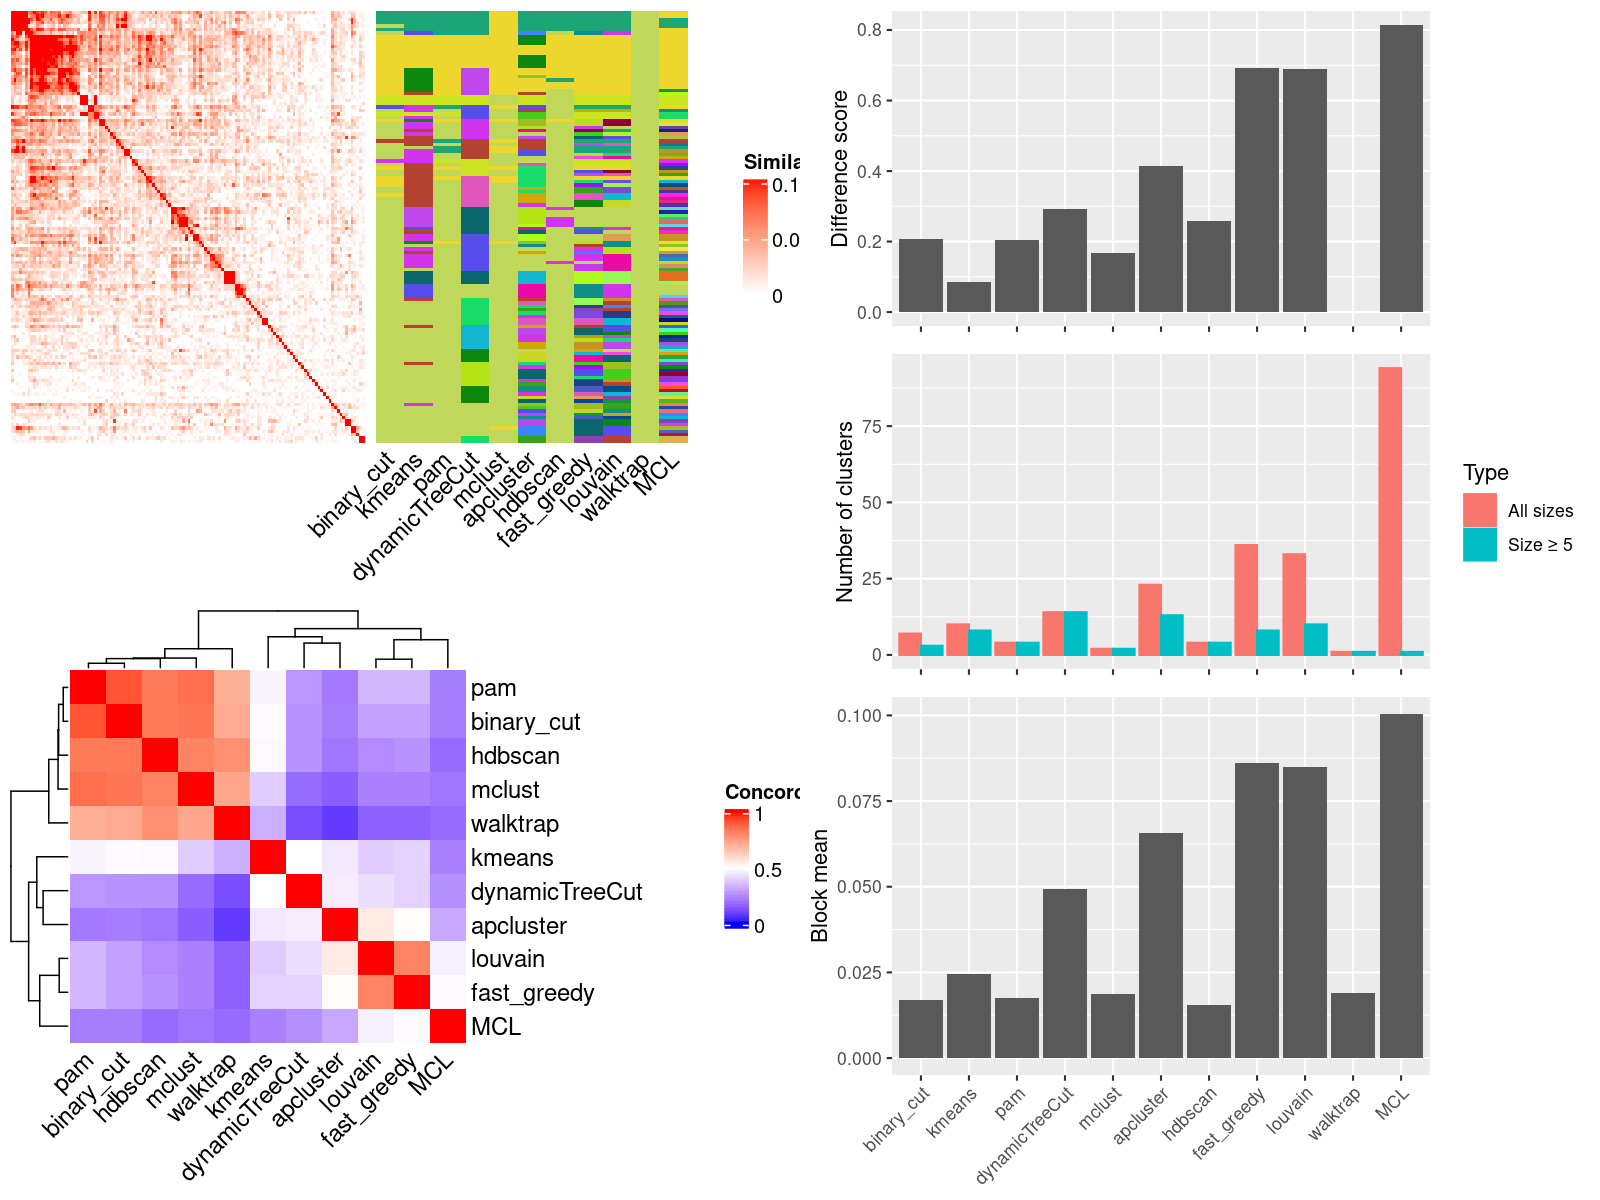 Simila
0.1
0.0
0
binary_cut
kmeans
pam
dynamicTreeCut
mclust
apcluster
hdbscan
fast_greedy
louvain
walktrap
MCL
pam
binary_cut
hdbscan
mclust
walktrap
kmeans
dynamicTreeCut
apcluster
louvain
fast_greedy
MCL
Concord
1
0.5
0
pam
binary_cut
hdbscan
mclust
walktrap
kmeans
dynamicTreeCut
apcluster
louvain
fast_greedy
MCL
Difference score
0.8
0.6
0.4
0.2
0.0
Number of clusters
75
50
25
0
Type
All sizes
Size ≥ 5
Block mean
0.100
0.075
0.050
0.025
0.000
binary_cut
kmeans
pam
dynamicTreeCut
mclust
apcluster
hdbscan
fast_greedy
louvain
walktrap
MCL